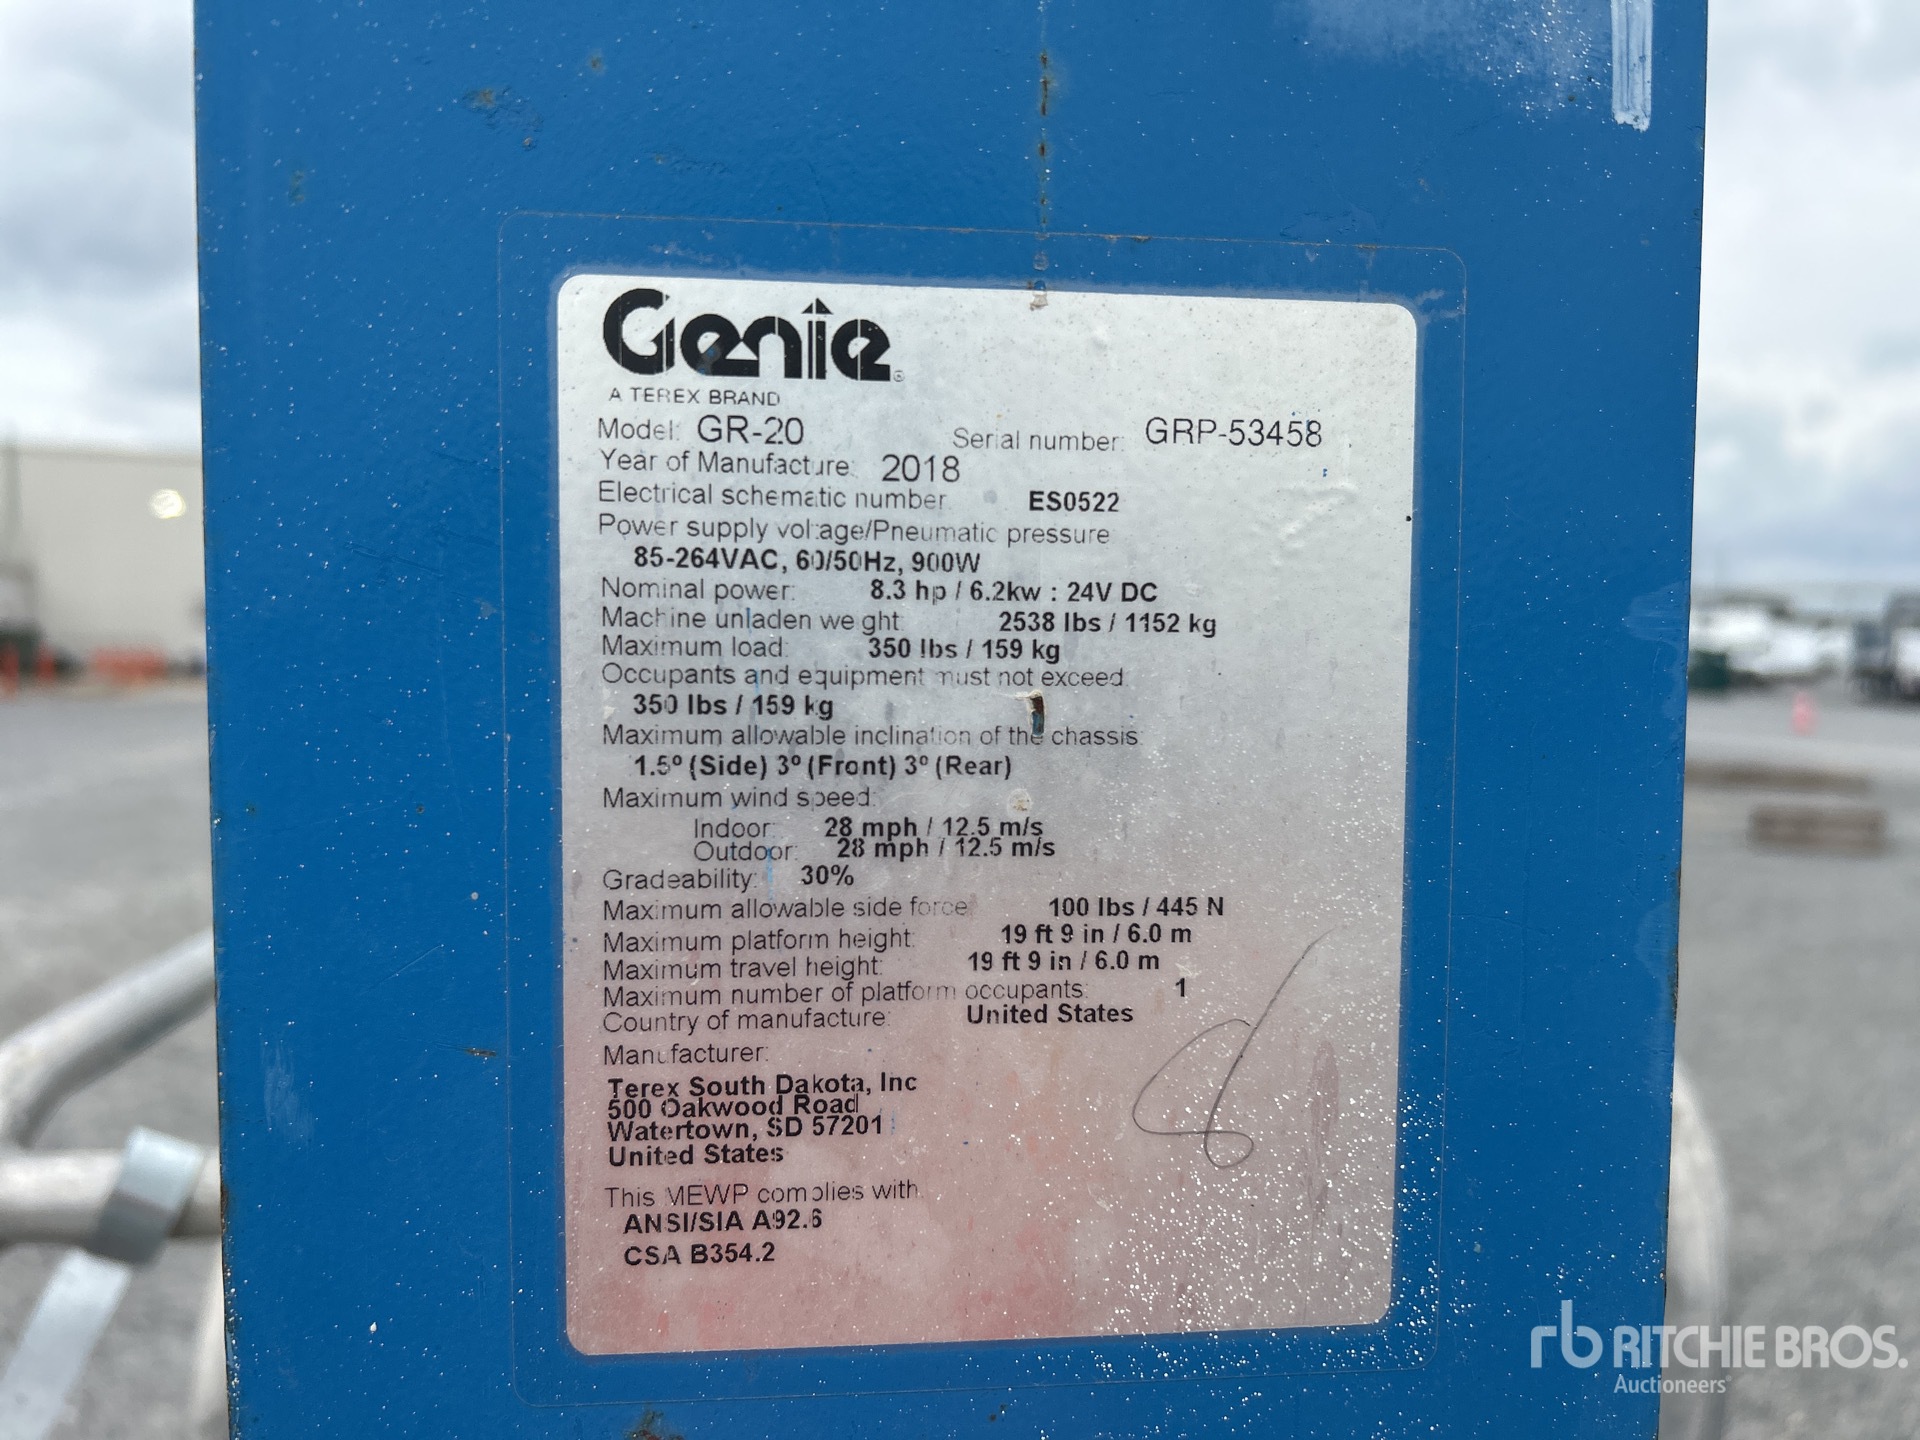 Genie
A TEREX BRAND
Model: GR-20 Serial number: GRP-53458
Year of Manufacture: 2018
Electrical schematic number: ES0522
Power supply voltage/Pneumatic pressure
85-264VAC, 60/50Hz, 900W
Nominal power: 8.3 hp / 6.2kw : 24V DC
Machine unladen weight: 2538 lbs / 1152 kg
Maximum load: 350 lbs / 159 kg
Occupants and equipment must not exceed:
350 lbs / 159 kg
Maximum allowable inclination of the chassis:
1.5º (Side) 3º (Front) 3º (Rear)
Maximum wind speed:
Indoor: 28 mph / 12.5 m/s
Outdoor: 28 mph / 12.5 m/s
Gradeability: 30%
Maximum allowable side force: 100 lbs / 445 N
Maximum platform height: 19 ft 9 in / 6.0 m
Maximum travel height: 19 ft 9 in / 6.0 m
Maximum number of platform occupants: 1
Country of manufacture: United States
Manufacturer:
Terex South Dakota, Inc
500 Oakwood Road
Watertown, SD 57201
United States
This MEWP complies with:
ANSI/SIA A92.6
CSA B354.2
8
rb RITCHIE BROS.
Auctioneers